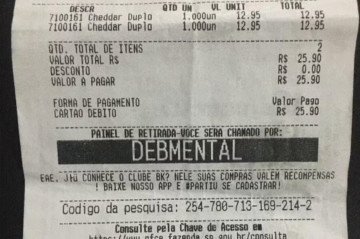 DESCR QTD UN VL UNIT TOTAL
7100161 Cheddar Duplo 1.000un 12.95 12.95
7100161 Cheddar Duplo 1.000un 12.95 12.95
QTD. TOTAL DE ITENS 2
VALOR TOTAL R$ R$ 25.90
DESCONTO R$ 0.00
VALOR A PAGAR R$ 25.90
FORMA DE PAGAMENTO Valor Pago
CARTAO DEBITO R$ 25.90
PAINEL DE RETIRADA-VOCE SERA CHAMADO POR:
DEBMENTAL
EAE, JÁ CONHECE O CLUBE BK? NELE SUAS COMPRAS VALEM RECOMPENSAS
! BAIXE NOSSO APP E #PARTIU SE CADASTRAR!
Codigo da pesquisa: 254-780-713-169-214-2
Consulte pela Chave de Acesso em